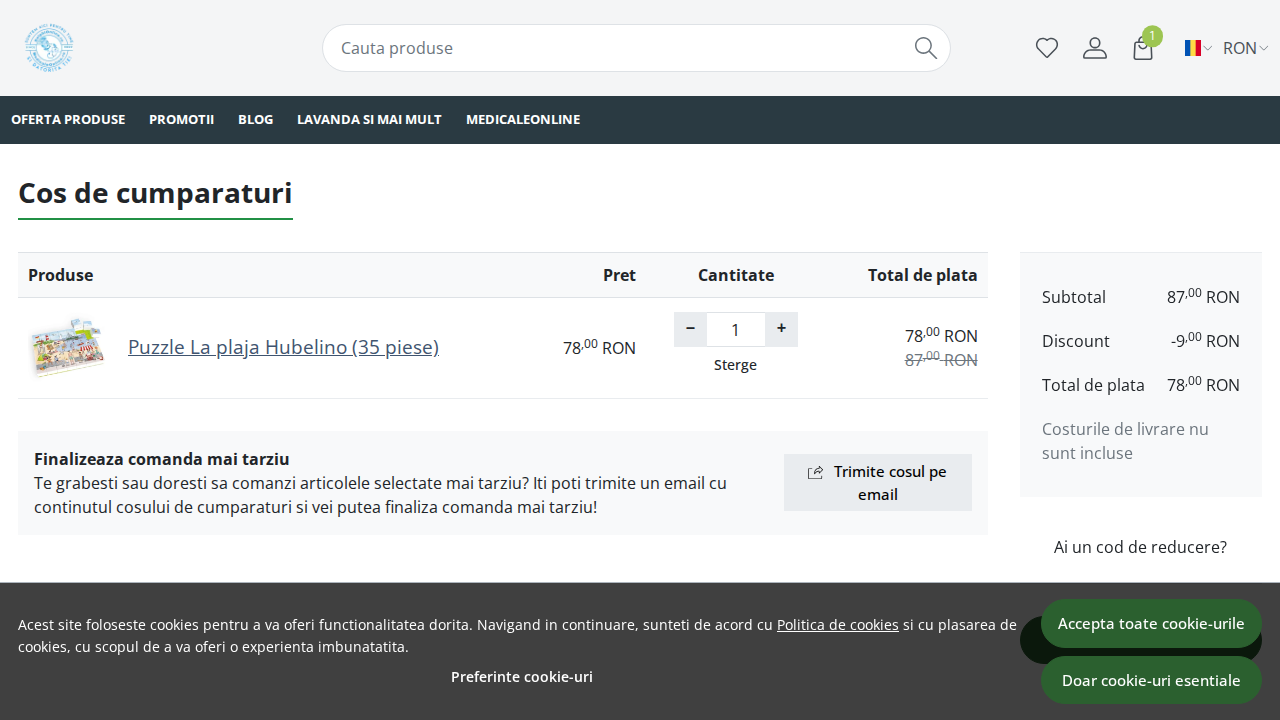 Cauta produse
1
RON
OFERTA PRODUSE PROMOTII BLOG LAVANDA SI MAI MULT MEDICALEONLINE
Cos de cumparaturi
Produse Pret Cantitate Total de plata
Puzzle La plaja Hubelino (35 piese) 78,00 RON − 1 + 78,00 RON
Sterge 87,00 RON
Finalizeaza comanda mai tarziu
Te grabesti sau doresti sa comanzi articolele selectate mai tarziu? Iti poti trimite un email cu
continutul cosului de cumparaturi si vei putea finaliza comanda mai tarziu!
Trimite cosul pe
email
Subtotal 87,00 RON
Discount -9,00 RON
Total de plata 78,00 RON
Costurile de livrare nu
sunt incluse
Ai un cod de reducere?
Acest site foloseste cookies pentru a va oferi functionalitatea dorita. Navigand in continuare, sunteti de acord cu Politica de cookies si cu plasarea de
cookies, cu scopul de a va oferi o experienta imbunatatita.
Preferinte cookie-uri
Accepta toate cookie-urile
Doar cookie-uri esentiale